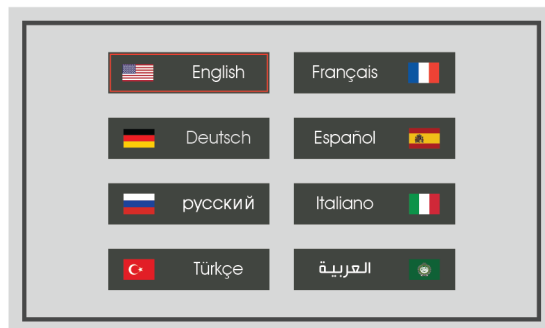 English
Français
Deutsch
Español
русский
Italiano
Türkçe
العربية